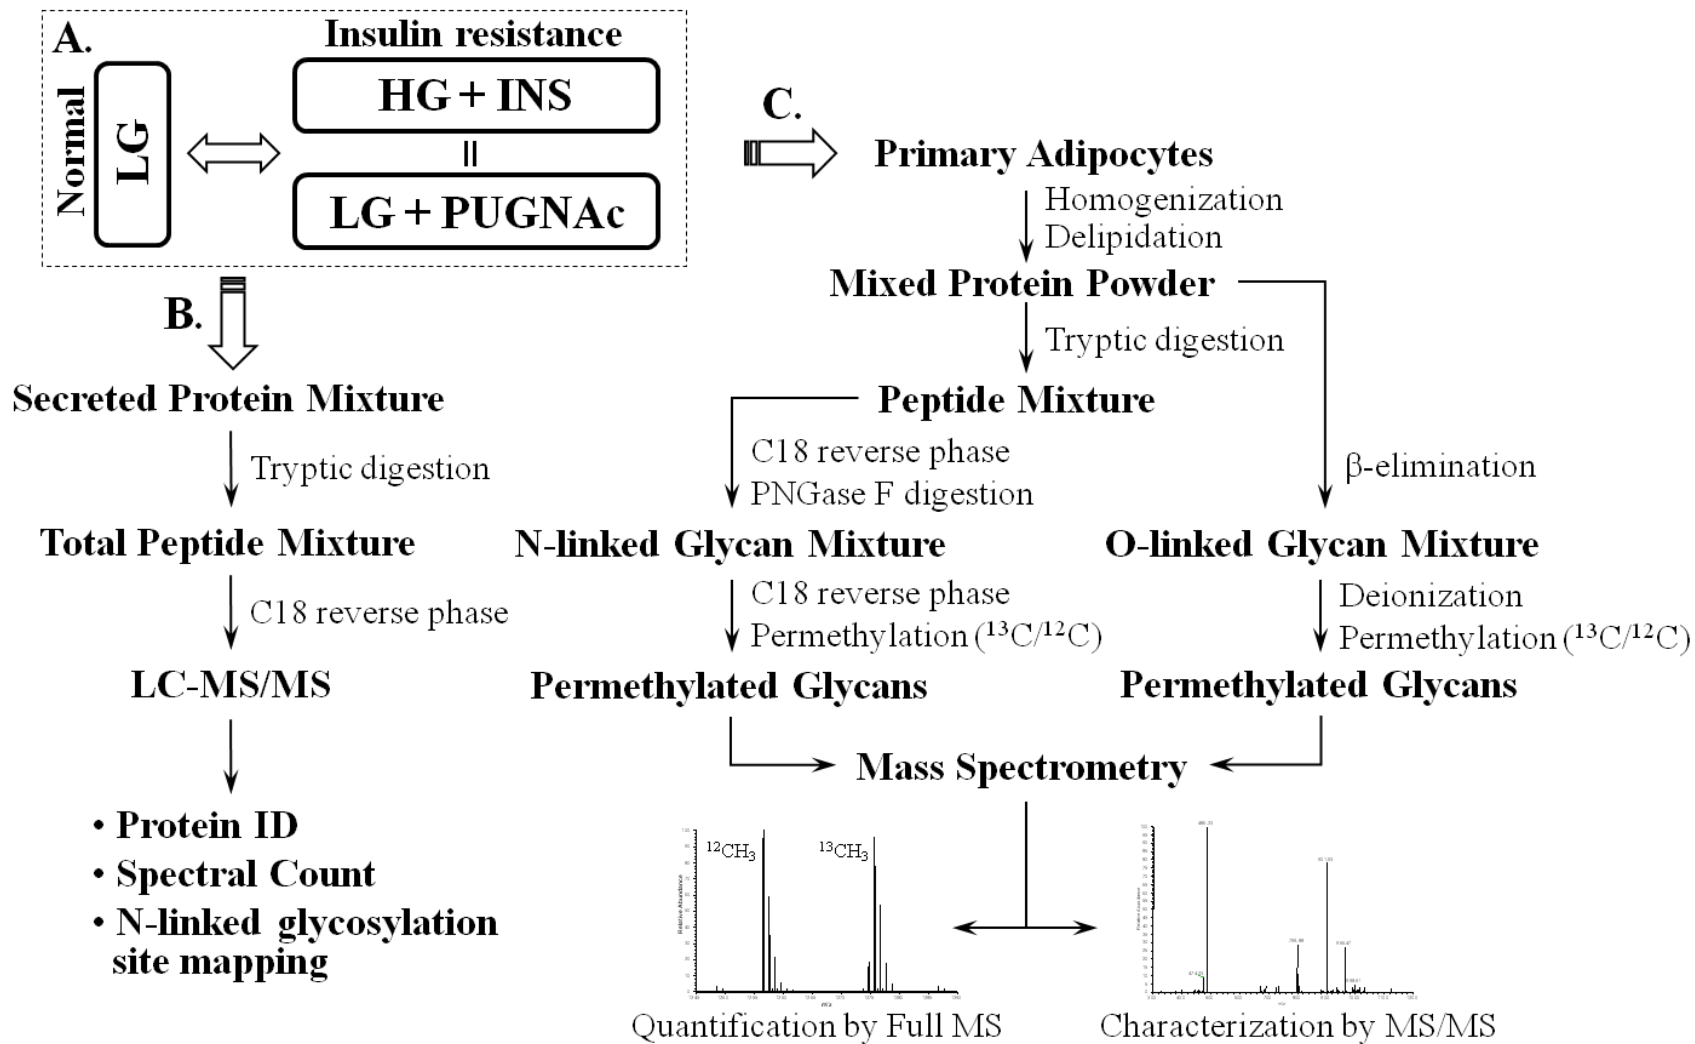 A.
Insulin resistance
Normal
LG
HG + INS
=
LG + PUGNAc
B.
Secreted Protein Mixture
Tryptic digestion
Total Peptide Mixture
C18 reverse phase
LC-MS/MS
• Protein ID
• Spectral Count
• N-linked glycosylation
site mapping
C.
Primary Adipocytes
Homogenization
Delipidation
Mixed Protein Powder
Tryptic digestion
Peptide Mixture
C18 reverse phase
PNGase F digestion
β-elimination
N-linked Glycan Mixture
O-linked Glycan Mixture
C18 reverse phase
Permethylation (¹³C/¹²C)
Deionization
Permethylation (¹³C/¹²C)
Permethylated Glycans
Permethylated Glycans
Mass Spectrometry
¹²CH₃
¹³CH₃
Relative Abundance
m/z
Quantification by Full MS
Relative Abundance
m/z
Characterization by MS/MS